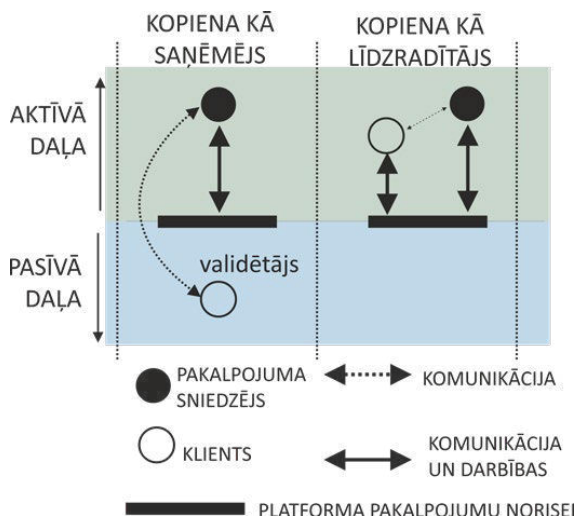 KOPIENA KĀ
SAŅĒMĒJS
KOPIENA KĀ
LĪDZRADĪTĀJS
AKTĪVĀ
DAĻA
PASĪVĀ
DAĻA
validētājs
PAKALPOJUMA
SNIEDZĒJS
KOMUNIKĀCIJA
KLIENTS
KOMUNIKĀCIJA
UN DARBĪBAS
PLATFORMA PAKALPOJUMU NORISEI